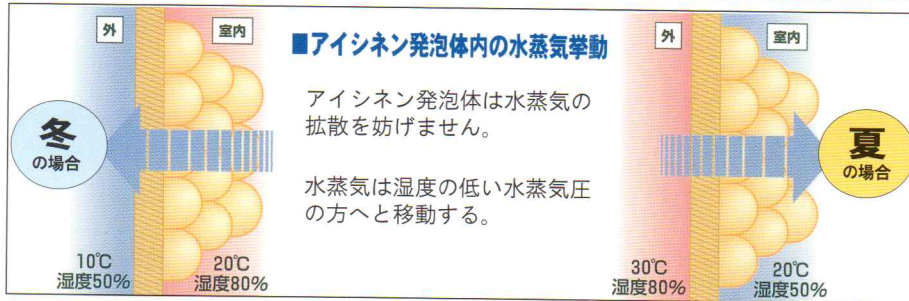 外
室内
冬
の場合
10℃
湿度50%
20℃
湿度80%
■アイシネン発泡体内の水蒸気挙動
アイシネン発泡体は水蒸気の
拡散を妨げません。
水蒸気は湿度の低い水蒸気圧
の方へと移動する。
外
室内
夏
の場合
30℃
湿度80%
20℃
湿度50%